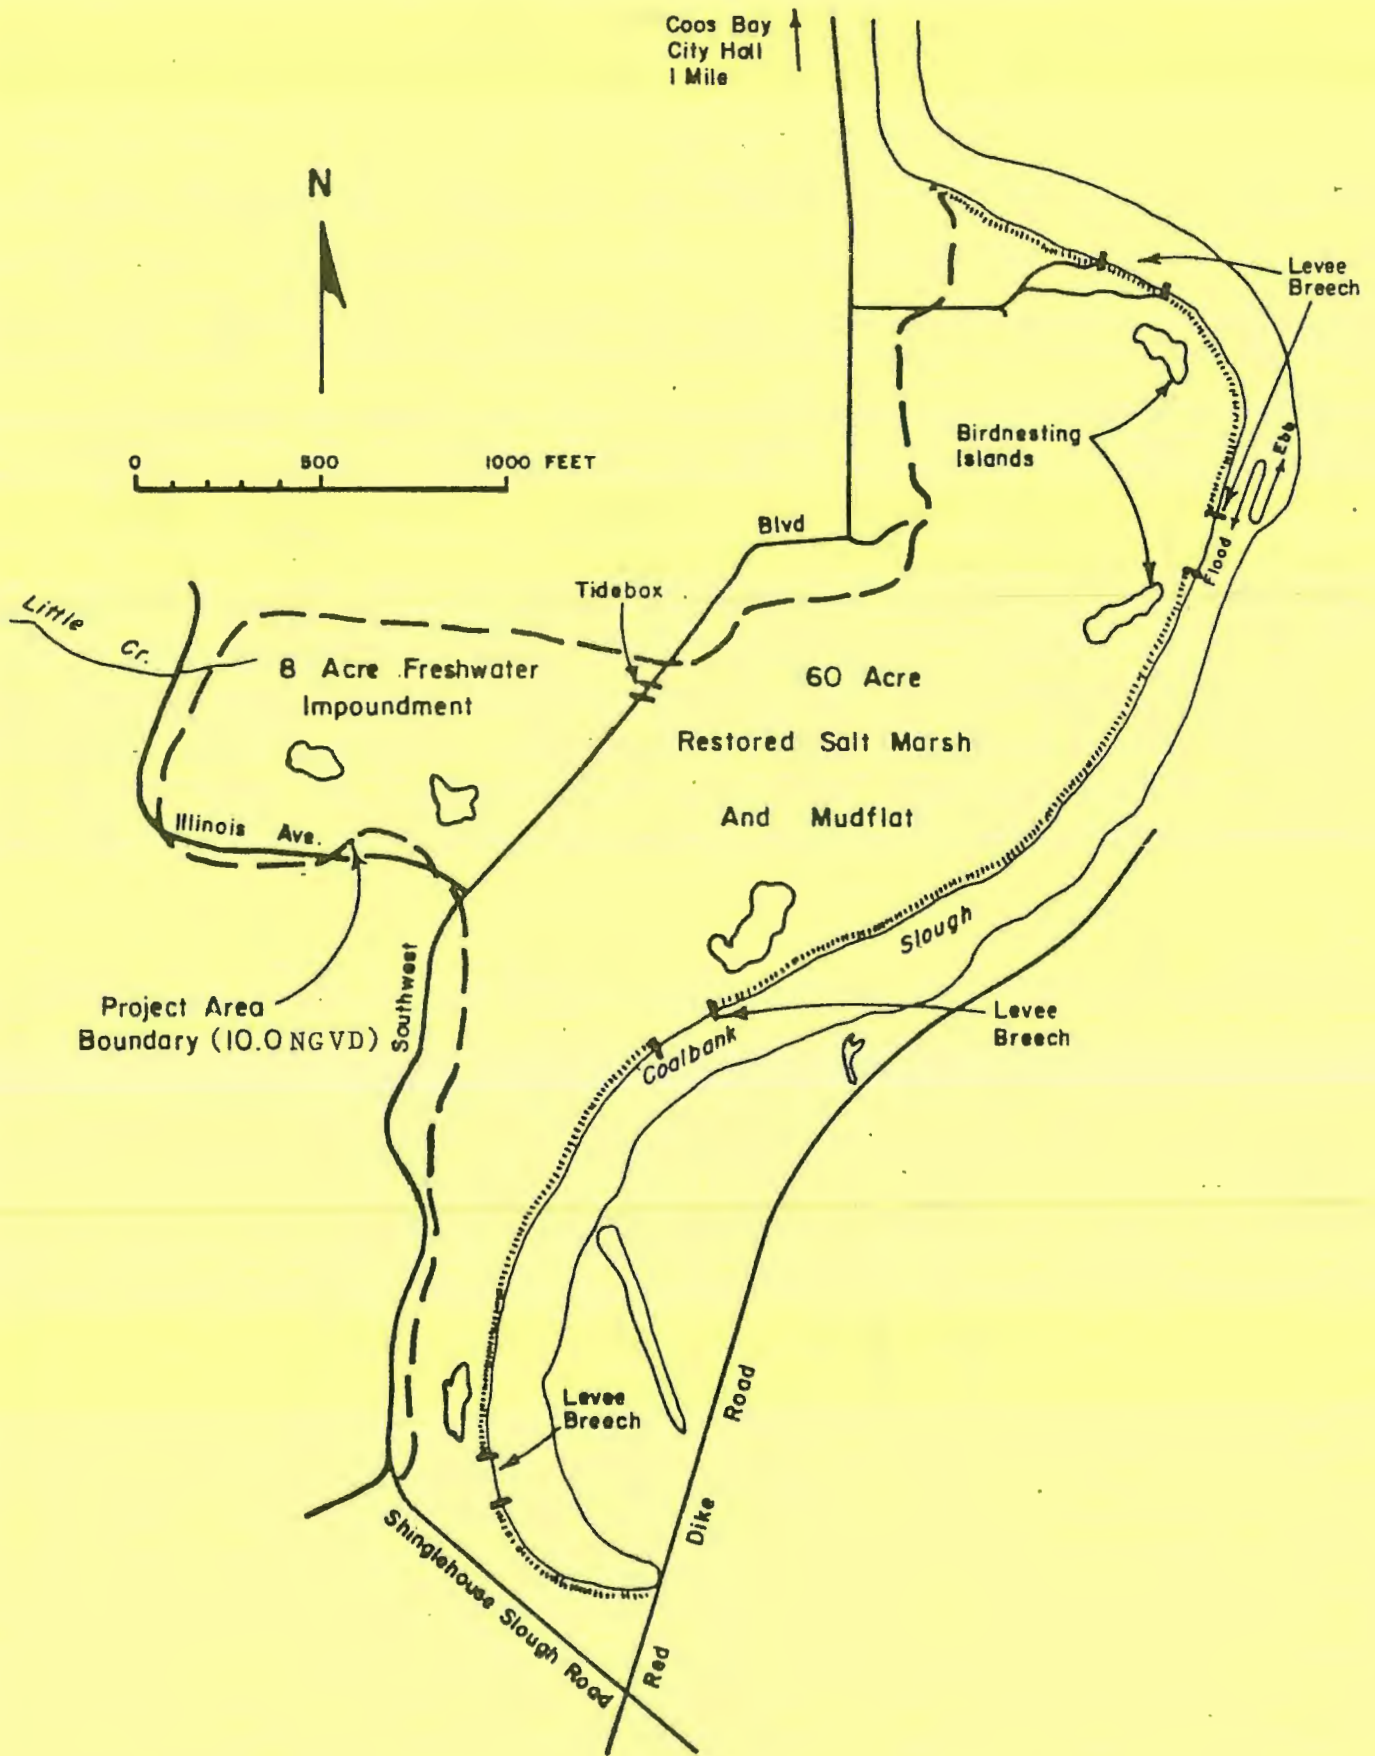 Coos Bay
City Hall
1 Mile
N
Levee
Breech
Birdnesting
Islands
Ebb
Flood
0 500 1000 FEET
Blvd
Tidebox
Little
Cr.
8 Acre Freshwater
Impoundment
60 Acre
Restored Salt Marsh
And Mudflat
Illinois Ave.
Slough
Southwest
Project Area
Boundary (10.0 NGVD)
Levee
Breech
Coalbank
Levee
Breech
Road
Dike
Red
Shinglehouse Slough Road